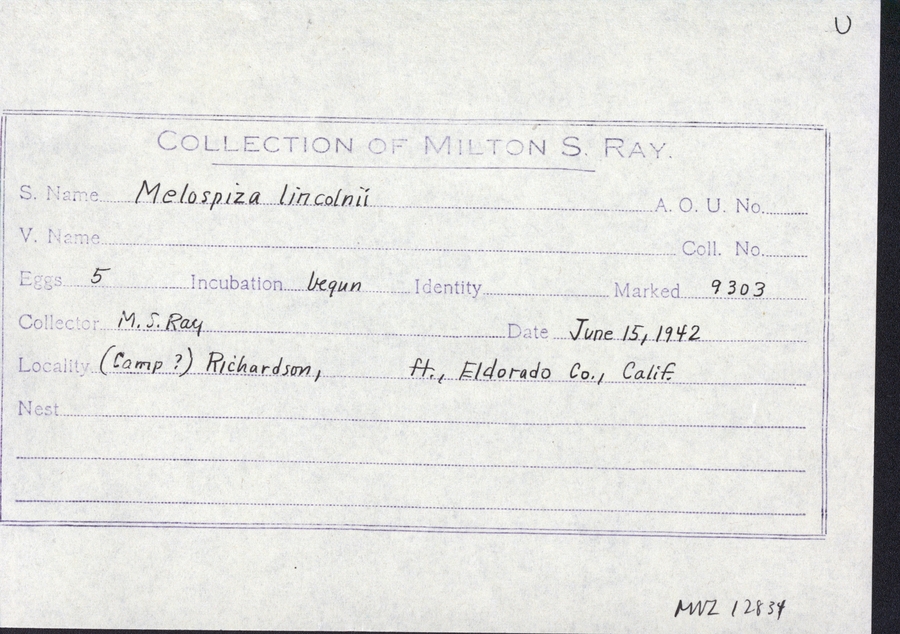 U
COLLECTION OF MILTON S. RAY.
S. Name Melospiza lincolnii A. O. U. No.
V. Name Coll. No.
Eggs 5 Incubation begun Identity Marked 9303
Collector M. S. Ray Date June 15, 1942
Locality (Camp?) Richardson, ft., Eldorado Co., Calif.
Nest
MVZ 12834